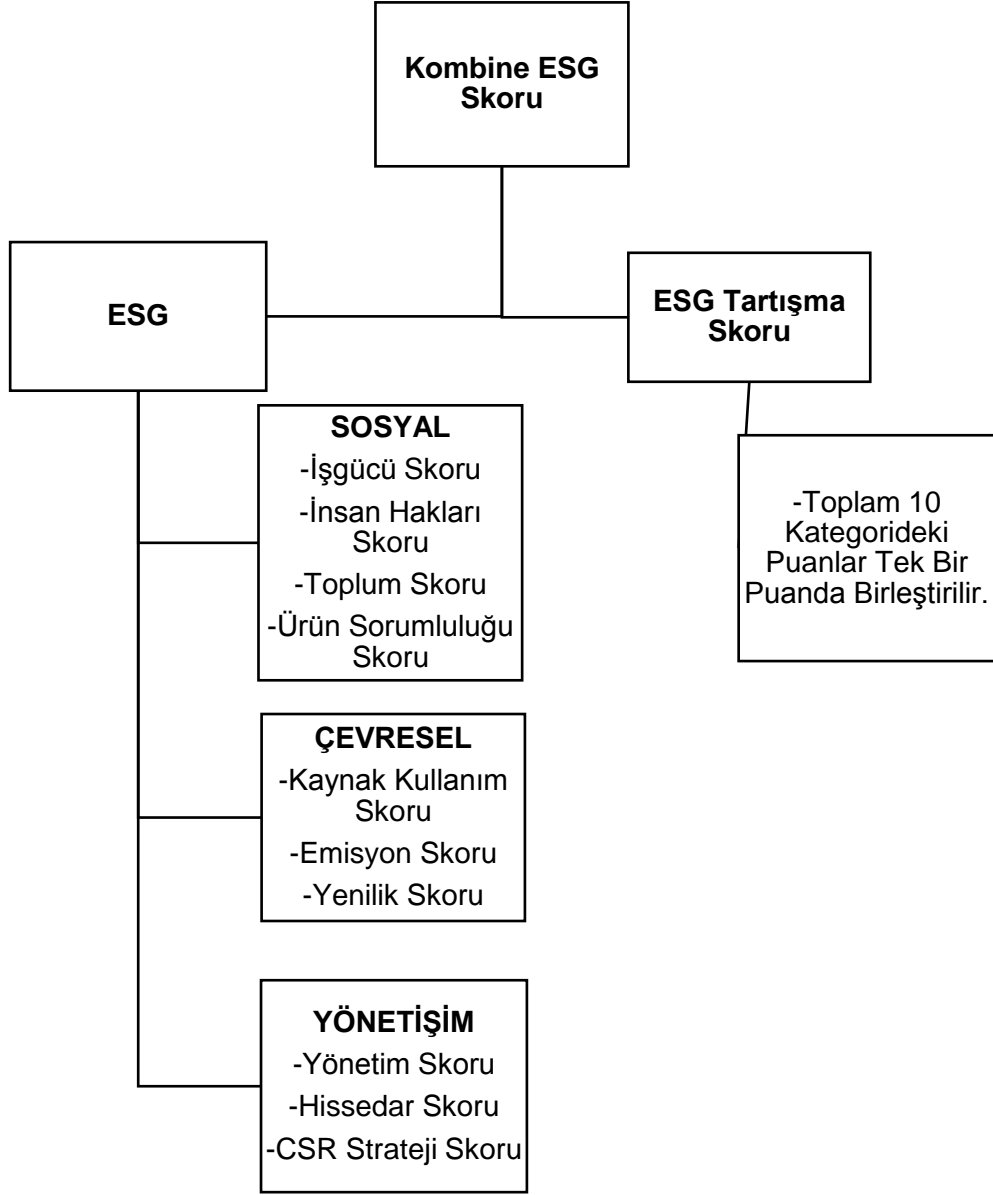 Kombine ESG
Skoru
ESG
ESG Tartışma
Skoru
SOSYAL
-İşgücü Skoru
-İnsan Hakları
Skoru
-Toplum Skoru
-Ürün Sorumluluğu
Skoru
-Toplam 10
Kategorideki
Puanlar Tek Bir
Puanda Birleştirilir.
ÇEVRESEL
-Kaynak Kullanım
Skoru
-Emisyon Skoru
-Yenilik Skoru
YÖNETİŞİM
-Yönetim Skoru
-Hissedar Skoru
-CSR Strateji Skoru